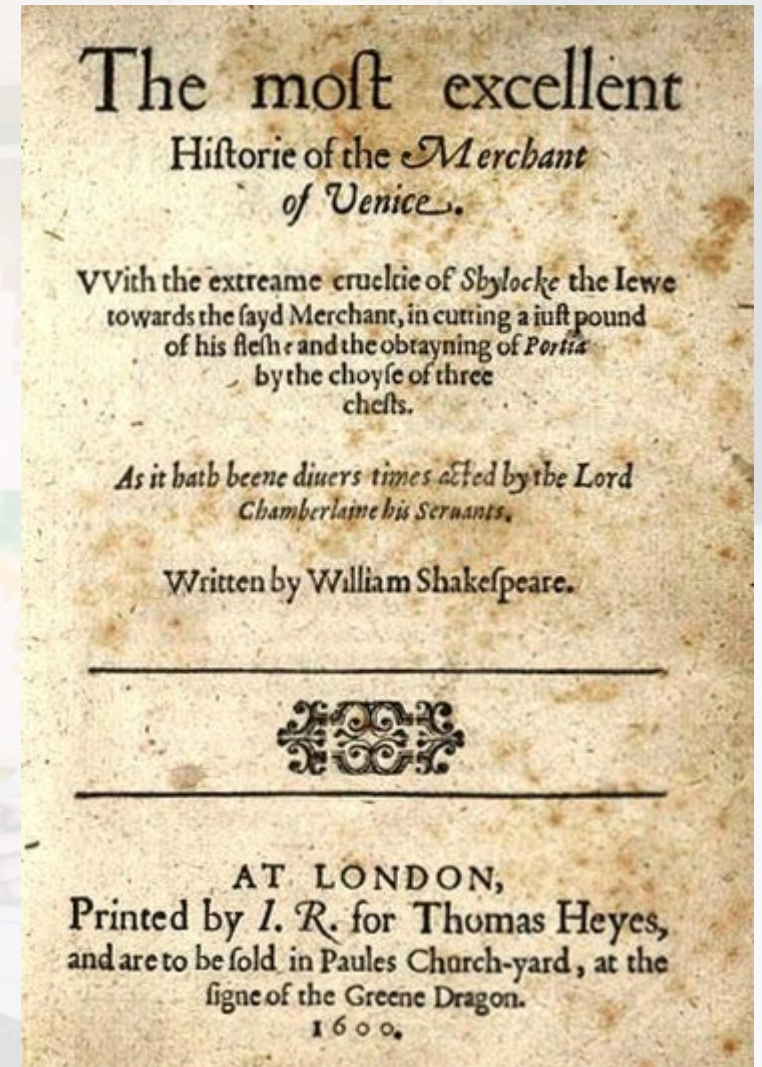 The moſt excellent
Hiſtorie of the Merchant
of Venice.
VVith the extreame crueltie of Shylocke the Iewe
towards the ſayd Merchant, in cutting a iuſt pound
of his fleſhe and the obtayning of Portia
by the choyſe of three
cheſts.
As it hath beene diuers times acted by the Lord
Chamberlaine his Seruants.
Written by William Shakeſpeare.
AT LONDON,
Printed by I. R. for Thomas Heyes,
and are to be ſold in Paules Church-yard, at the
ſigne of the Greene Dragon.
1600.